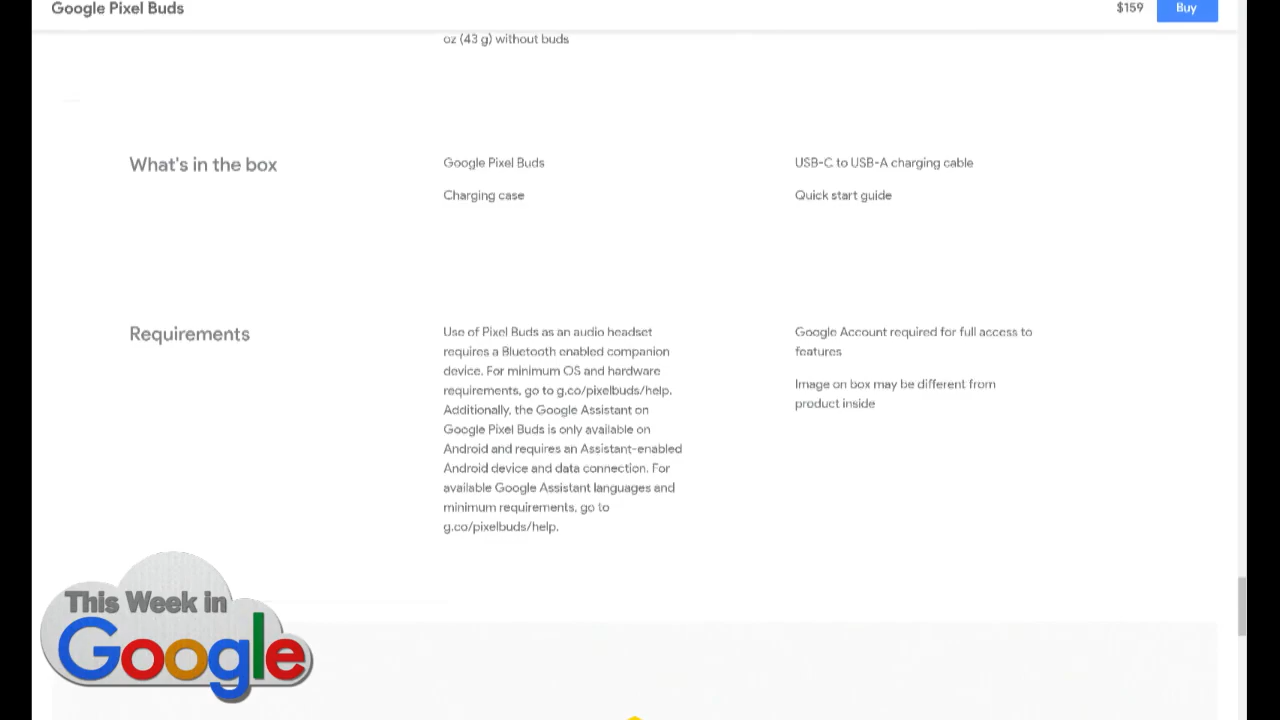 Google Pixel Buds
$159
Buy
oz (43 g) without buds
What's in the box
Google Pixel Buds
Charging case
USB-C to USB-A charging cable
Quick start guide
Requirements
Use of Pixel Buds as an audio headset
requires a Bluetooth enabled companion
device. For minimum OS and hardware
requirements, go to g.co/pixelbuds/help.
Additionally, the Google Assistant on
Google Pixel Buds is only available on
Android and requires an Assistant-enabled
Android device and data connection. For
available Google Assistant languages and
minimum requirements, go to
g.co/pixelbuds/help.
Google Account required for full access to
features
Image on box may be different from
product inside
This Week in
Google